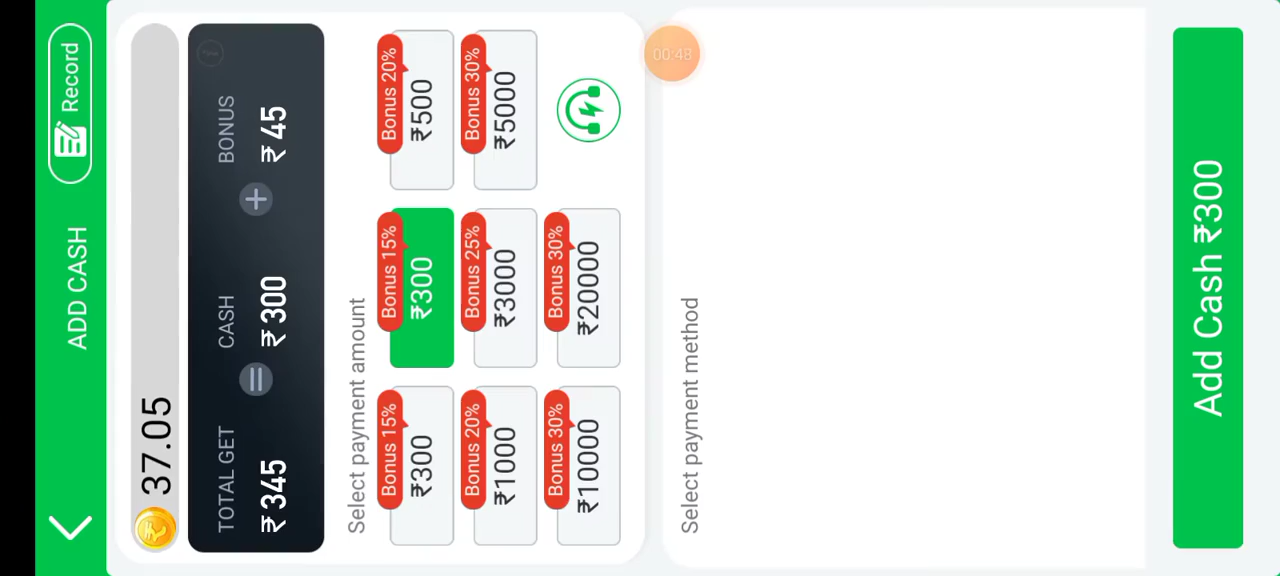 ADD CASH
Record
37.05
TOTAL GET
CASH
BONUS
₹345
=
₹300
+
₹45
Select payment amount
Bonus 15%
₹300
Bonus 15%
₹300
Bonus 20%
₹500
Bonus 20%
₹1000
Bonus 25%
₹3000
Bonus 30%
₹5000
Bonus 30%
₹10000
Bonus 30%
₹20000
00:48
Select payment method
Add Cash ₹300